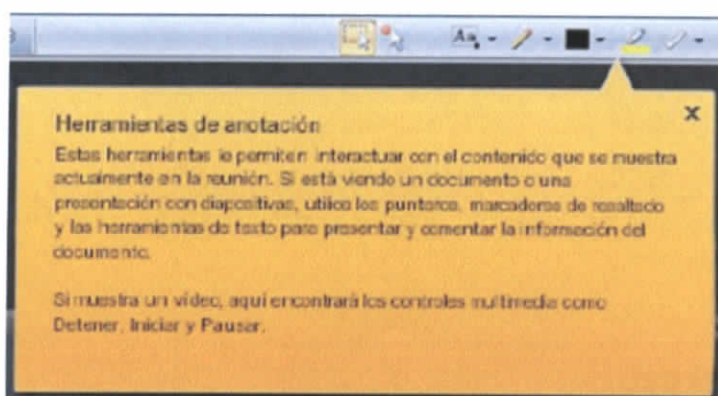 Aa
Herramientas de anotación
Estas herramientas le permiten interactuar con el contenido que se muestra
actualmente en la reunión. Si está viendo un documento o una
presentación con diapositivas, utilice los punteros, marcadores de resaltado
y las herramientas de texto para presentar y comentar la información del
documento.
Si muestra un vídeo, aquí encontrará los controles multimedia como
Detener, Iniciar y Pausar.